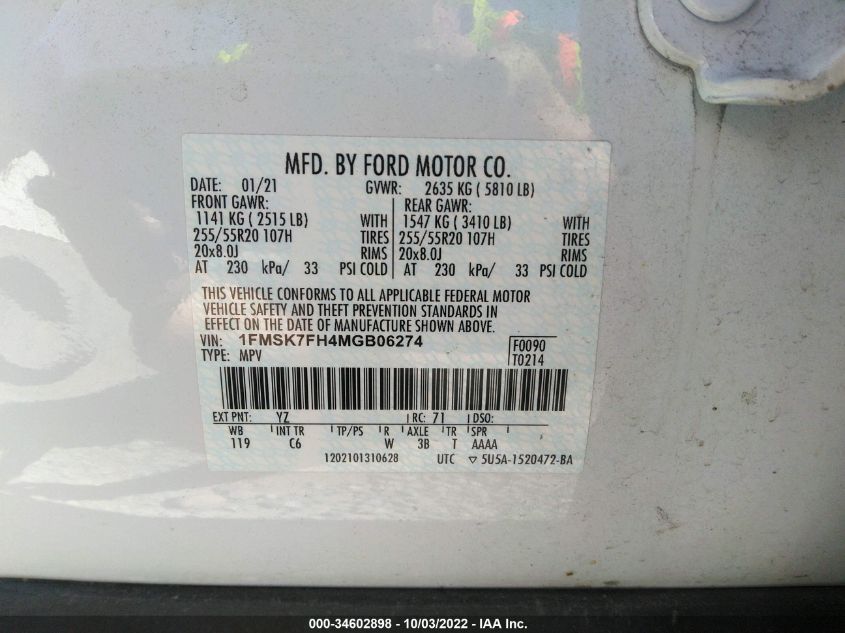 MFD. BY FORD MOTOR CO.
DATE: 01/21 GVWR: 2635 KG ( 5810 LB)
FRONT GAWR: REAR GAWR:
1141 KG ( 2515 LB) WITH 1547 KG ( 3410 LB) WITH
255/55R20 107H TIRES 255/55R20 107H TIRES
20x8.0J RIMS 20x8.0J RIMS
AT 230 kPa/ 33 PSI COLD AT 230 kPa/ 33 PSI COLD
THIS VEHICLE CONFORMS TO ALL APPLICABLE FEDERAL MOTOR
VEHICLE SAFETY AND THEFT PREVENTION STANDARDS IN
EFFECT ON THE DATE OF MANUFACTURE SHOWN ABOVE.
VIN: 1FMSK7FH4MGB06274 F0090
TYPE: MPV T0214
EXT PNT: YZ RC: 71 DSO:
WB INT TR TP/PS R AXLE TR SPR
119 C6 W 3B T AAAA
1202101310628 UTC ▽ 5U5A-1520472-BA
000-34602898 - 10/03/2022 - IAA Inc.